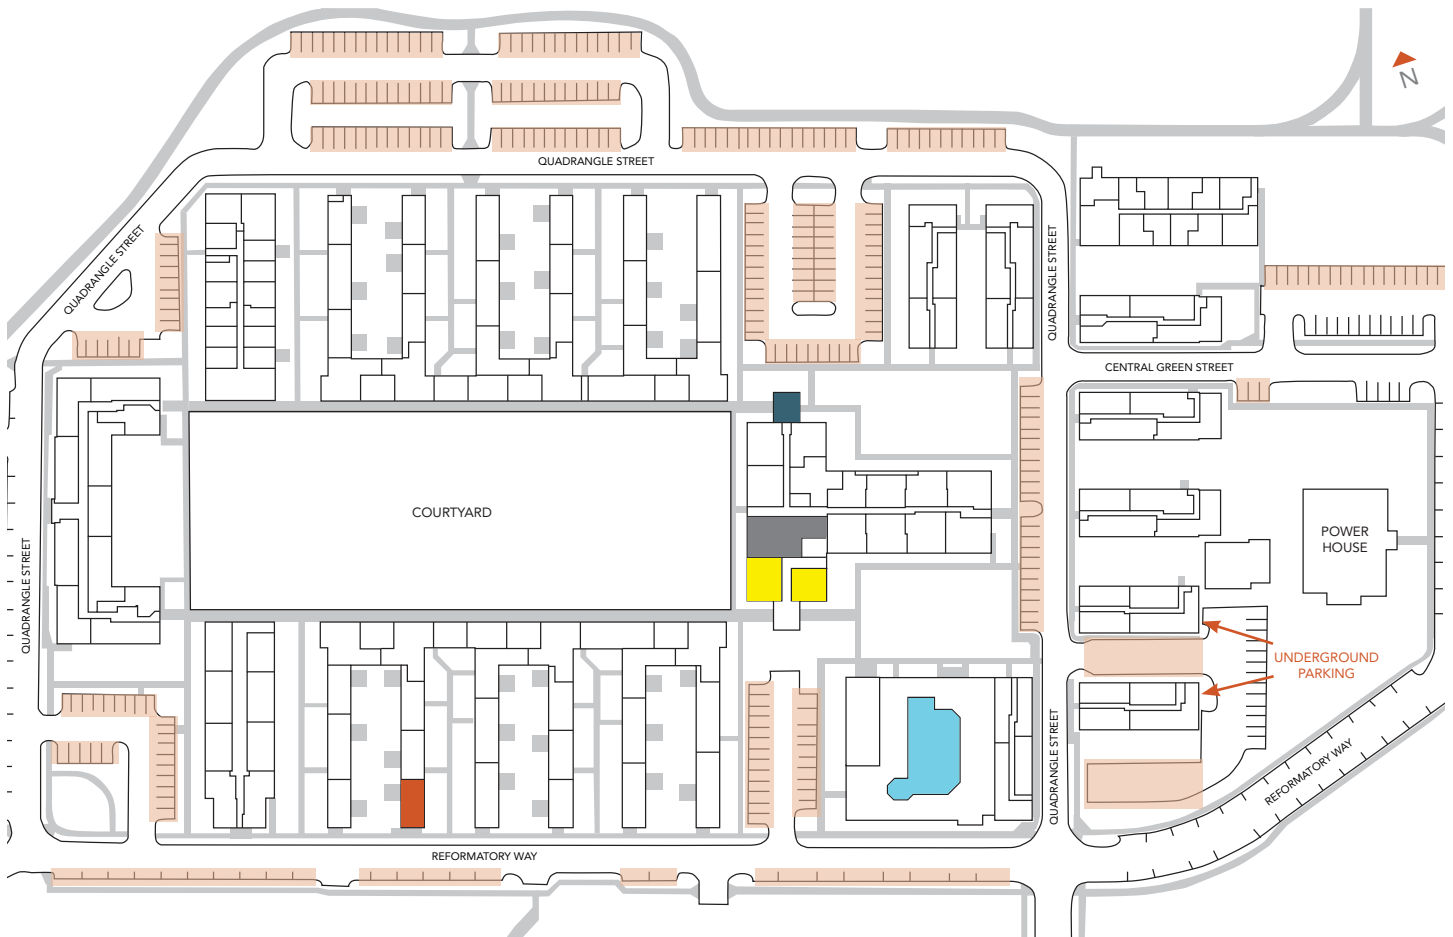 N
QUADRANGLE STREET
QUADRANGLE STREET
QUADRANGLE STREET
CENTRAL GREEN STREET
COURTYARD
POWER
HOUSE
QUADRANGLE STREET
UNDERGROUND
PARKING
QUADRANGLE STREET
REFORMATORY WAY
REFORMATORY WAY